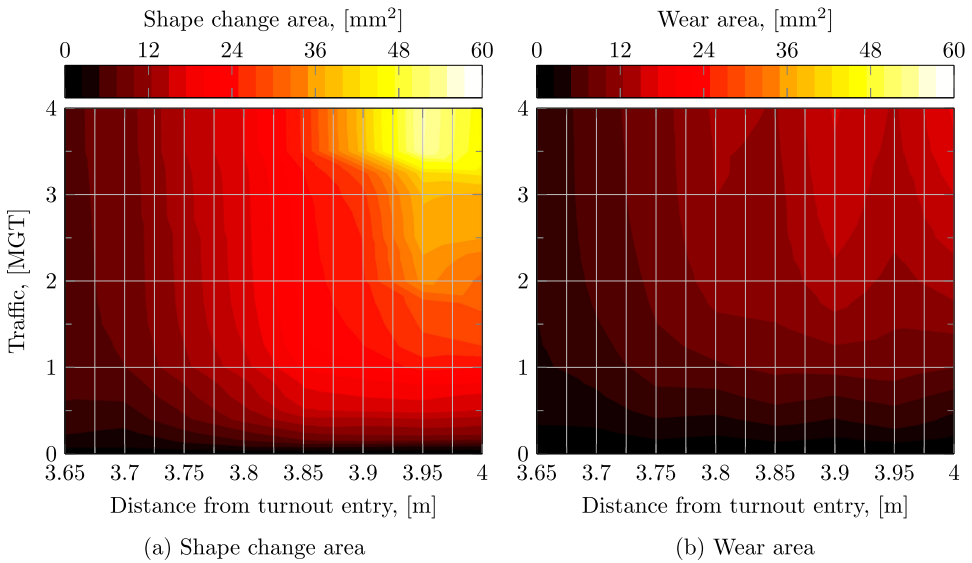 Shape change area, [mm²]
0 12 24 36 48 60
4
3
2
1
0
Traffic, [MGT]
3.65 3.7 3.75 3.8 3.85 3.9 3.95 4
Distance from turnout entry, [m]
(a) Shape change area
Wear area, [mm²]
0 12 24 36 48 60
4
3
2
1
0
3.65 3.7 3.75 3.8 3.85 3.9 3.95 4
Distance from turnout entry, [m]
(b) Wear area